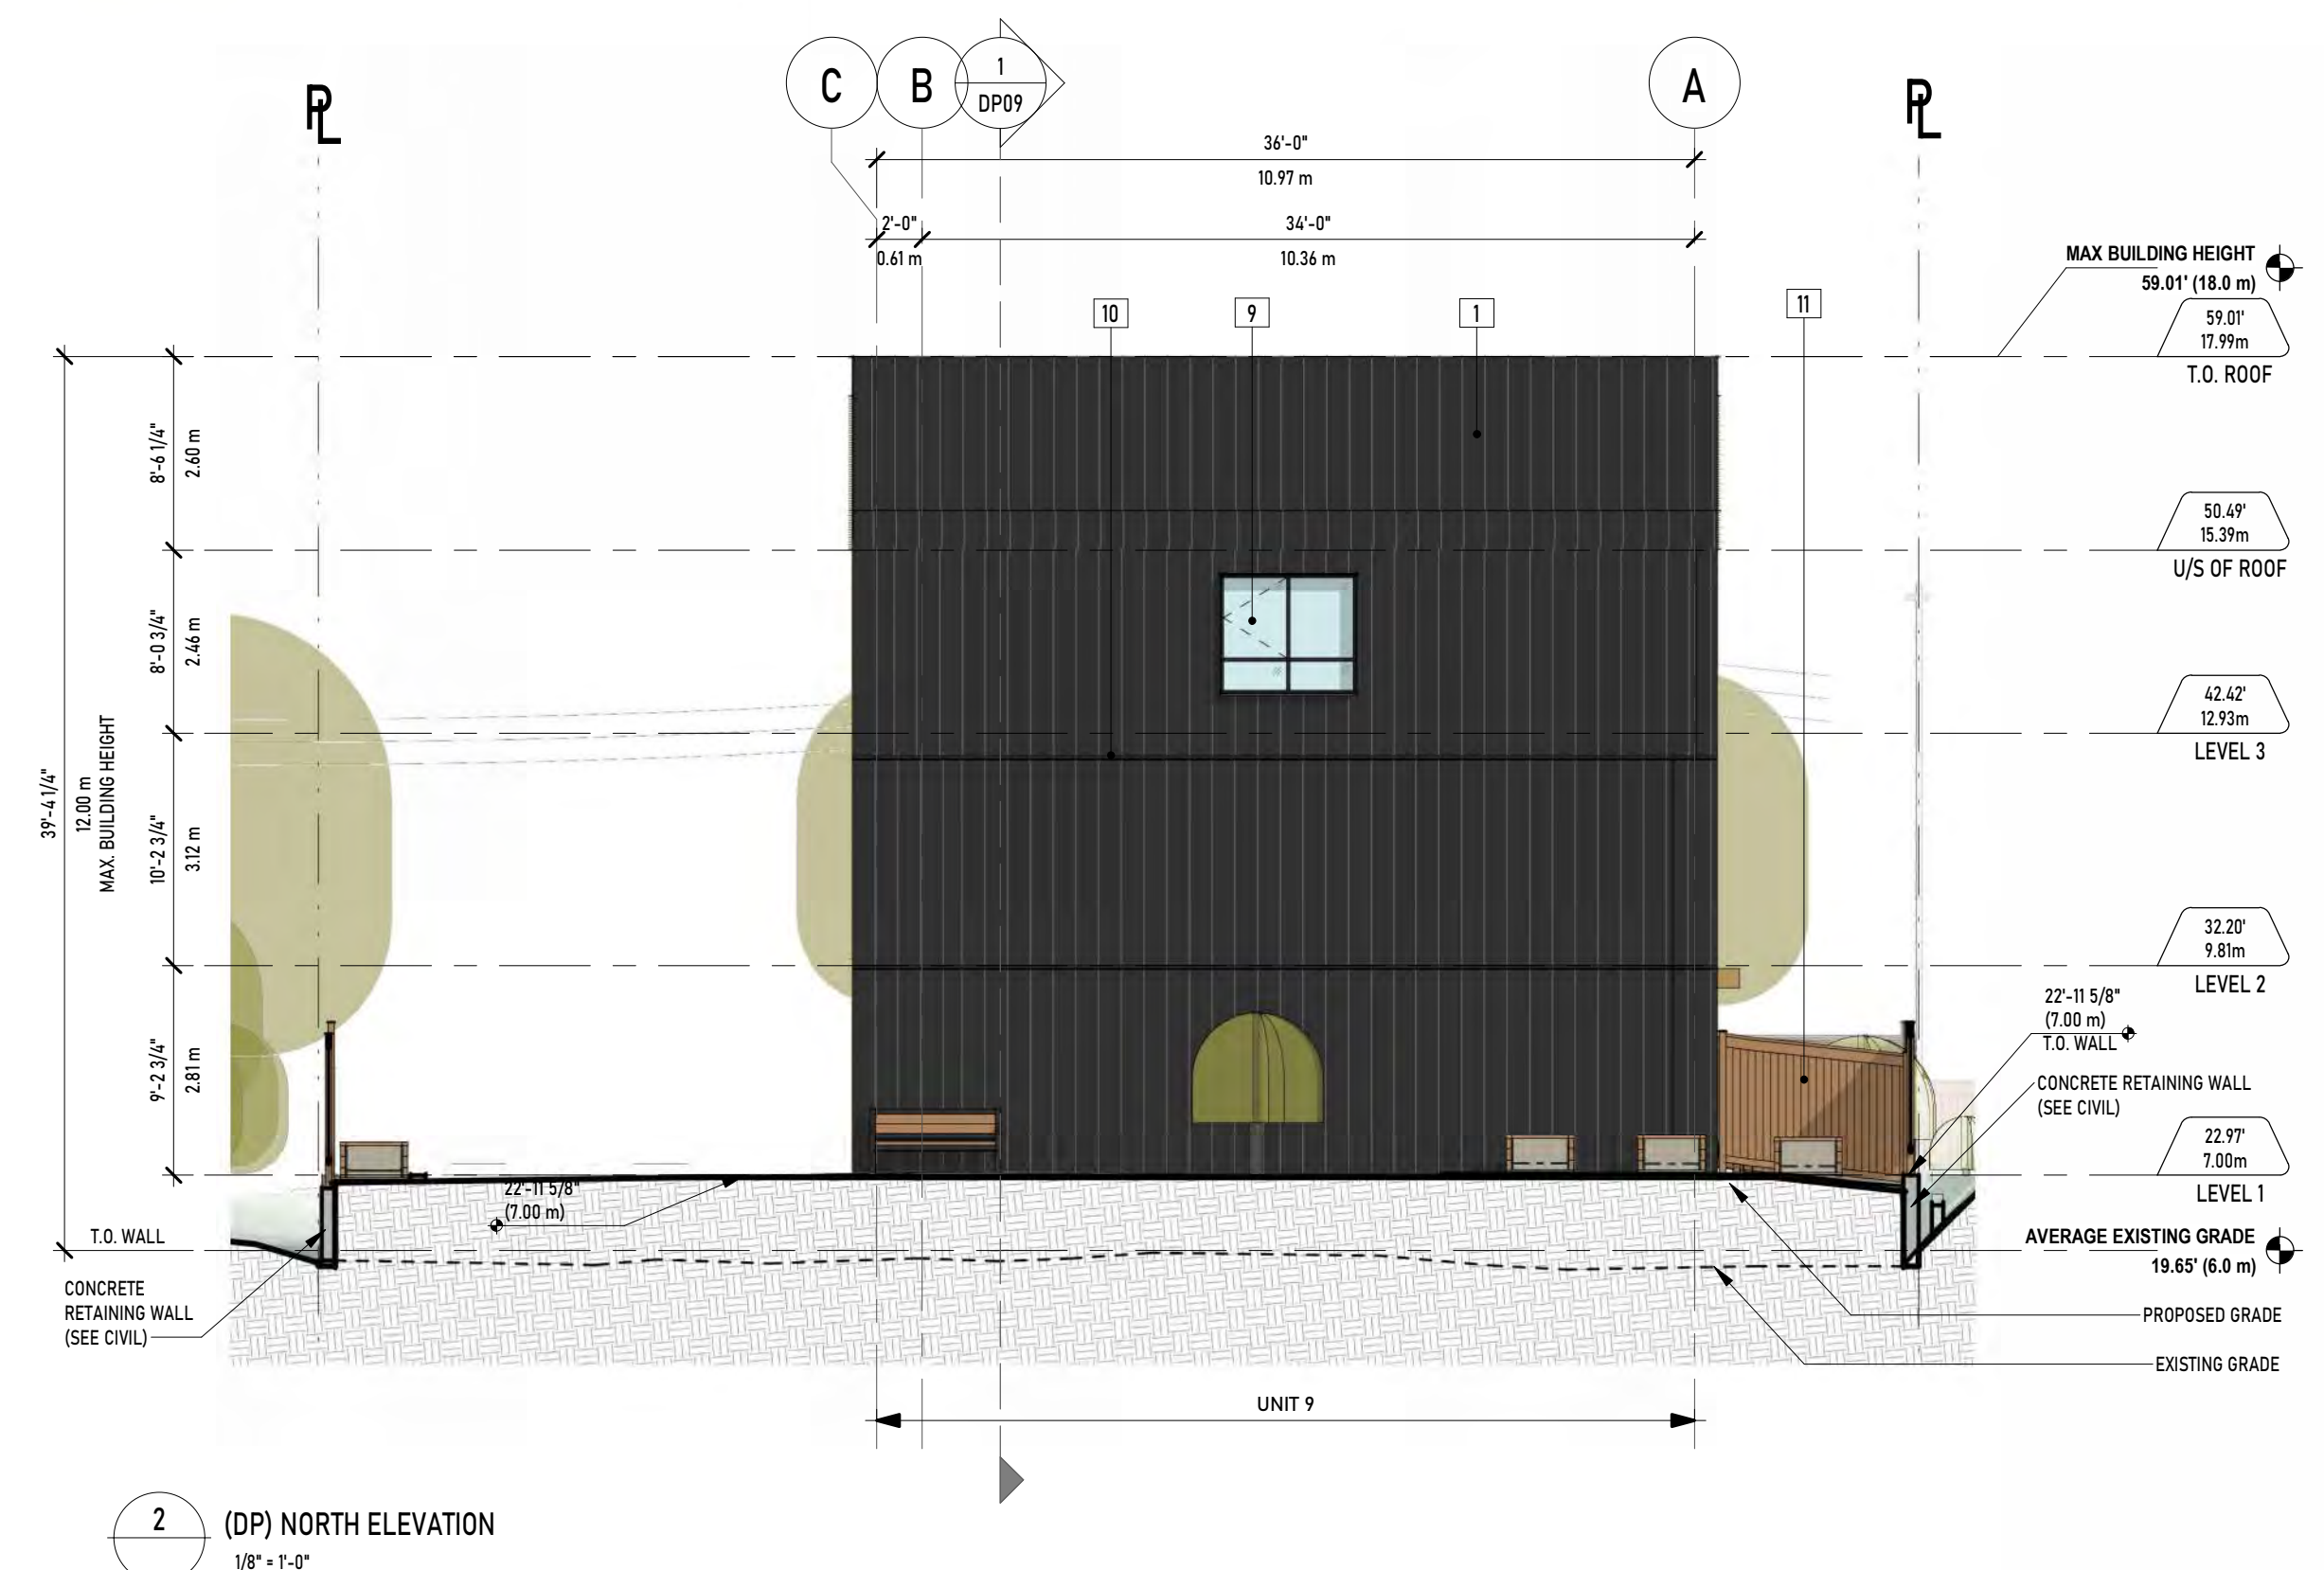 PL
C
B
1
DP09
A
PL
36'-0"
10.97 m
2'-0"
34'-0"
0.61 m
10.36 m
MAX BUILDING HEIGHT
59.01' (18.0 m)
10
9
1
11
59.01'
17.99m
T.O. ROOF
8'-6 1/4"
2.60 m
50.49'
15.39m
U/S OF ROOF
8'-0 3/4"
2.46 m
42.42'
12.93m
LEVEL 3
39'-4 1/4"
12.00 m
MAX. BUILDING HEIGHT
10'-2 3/4"
3.12 m
32.20'
9.81m
LEVEL 2
22'-11 5/8"
(7.00 m)
T.O. WALL
9'-2 3/4"
2.81 m
CONCRETE RETAINING WALL
(SEE CIVIL)
22.97'
7.00m
LEVEL 1
22'-11 5/8"
(7.00 m)
T.O. WALL
AVERAGE EXISTING GRADE
19.65' (6.0 m)
CONCRETE
RETAINING WALL
(SEE CIVIL)
PROPOSED GRADE
EXISTING GRADE
UNIT 9
2
(DP) NORTH ELEVATION
1/8" = 1'-0"